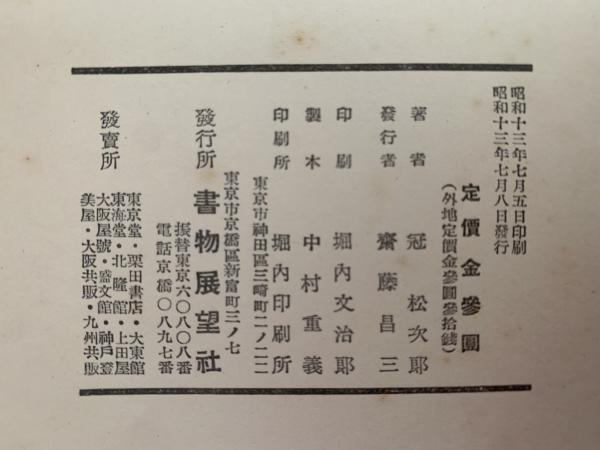 昭和十三年七月五日印刷
昭和十三年七月八日發行
定價金參圓
(外地定價金參圓參拾錢)
著者 冠松次郎
發行者 齋藤昌三
印刷 堀內文治郎
製本 中村重義
印刷所 堀內印刷所
東京市神田區三崎町二ノ二二
東京市京橋區新富町三ノ七
發行所 書物展望社
振替東京六〇八〇八番
電話京橋〇八九七番
發賣所
東京堂・栗田書店・大東館
東海堂・北隆館・上田屋
大阪屋號・盛文館・神戶登
美屋・大阪共販・九州共販